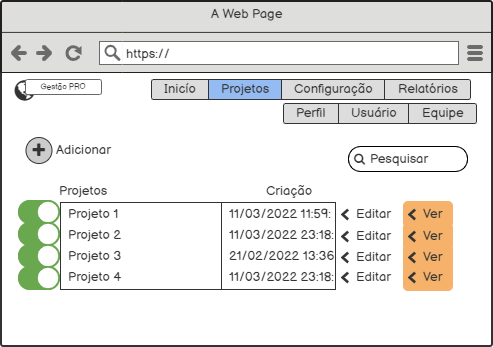 A Web Page
https://
Gestão PRO
Início Projetos Configuração Relatórios
Perfil Usuário Equipe
Adicionar
Pesquisar
Projetos Criação
Projeto 1 11/03/2022 11:59: Editar Ver
Projeto 2 11/03/2022 23:18: Editar Ver
Projeto 3 21/02/2022 13:36 Editar Ver
Projeto 4 11/03/2022 23:18: Editar Ver